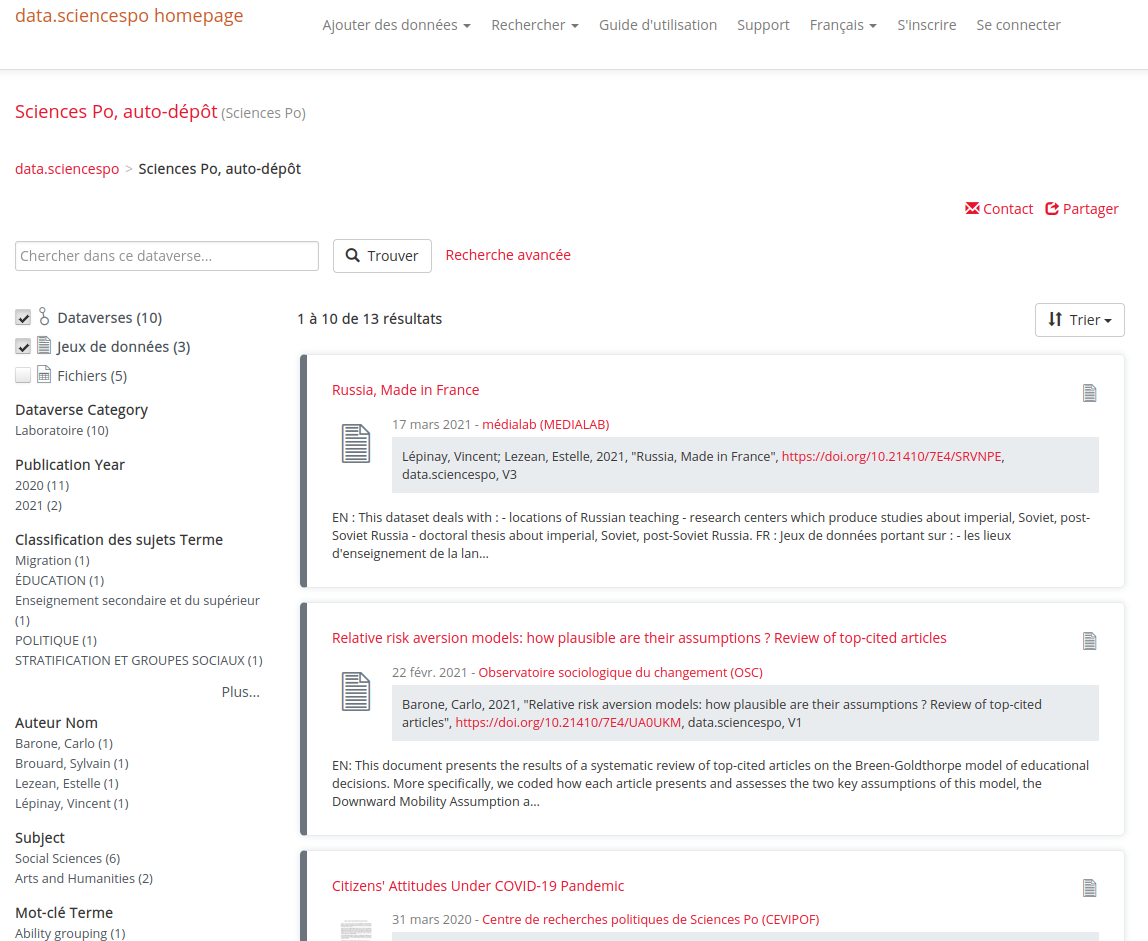 data.sciencespo homepage
Ajouter des données Rechercher Guide d'utilisation Support Français S'inscrire Se connecter
Sciences Po, auto-dépôt (Sciences Po)
data.sciencespo > Sciences Po, auto-dépôt
Contact Partager
Chercher dans ce dataverse... Trouver Recherche avancée
Dataverses (10)
Jeux de données (3)
Fichiers (5)
Dataverse Category
Laboratoire (10)
Publication Year
2020 (11)
2021 (2)
Classification des sujets Terme
Migration (1)
ÉDUCATION (1)
Enseignement secondaire et du supérieur
(1)
POLITIQUE (1)
STRATIFICATION ET GROUPES SOCIAUX (1)
Plus...
Auteur Nom
Barone, Carlo (1)
Brouard, Sylvain (1)
Lezean, Estelle (1)
Lépinay, Vincent (1)
Subject
Social Sciences (6)
Arts and Humanities (2)
Mot-clé Terme
Ability grouping (1)
1 à 10 de 13 résultats
Trier
Russia, Made in France
17 mars 2021 - médialab (MEDIALAB)
Lépinay, Vincent; Lezean, Estelle, 2021, "Russia, Made in France", https://doi.org/10.21410/7E4/SRVNPE,
data.sciencespo, V3
EN : This dataset deals with : - locations of Russian teaching - research centers which produce studies about imperial, Soviet, post-
Soviet Russia - doctoral thesis about imperial, Soviet, post-Soviet Russia. FR : Jeux de données portant sur : - les lieux
d'enseignement de la lan...
Relative risk aversion models: how plausible are their assumptions ? Review of top-cited articles
22 févr. 2021 - Observatoire sociologique du changement (OSC)
Barone, Carlo, 2021, "Relative risk aversion models: how plausible are their assumptions ? Review of top-cited
articles", https://doi.org/10.21410/7E4/UA0UKM, data.sciencespo, V1
EN: This document presents the results of a systematic review of top-cited articles on the Breen-Goldthorpe model of educational
decisions. More specifically, we coded how each article presents and assesses the two key assumptions of this model, the
Downward Mobility Assumption a...
Citizens' Attitudes Under COVID-19 Pandemic
31 mars 2020 - Centre de recherches politiques de Sciences Po (CEVIPOF)